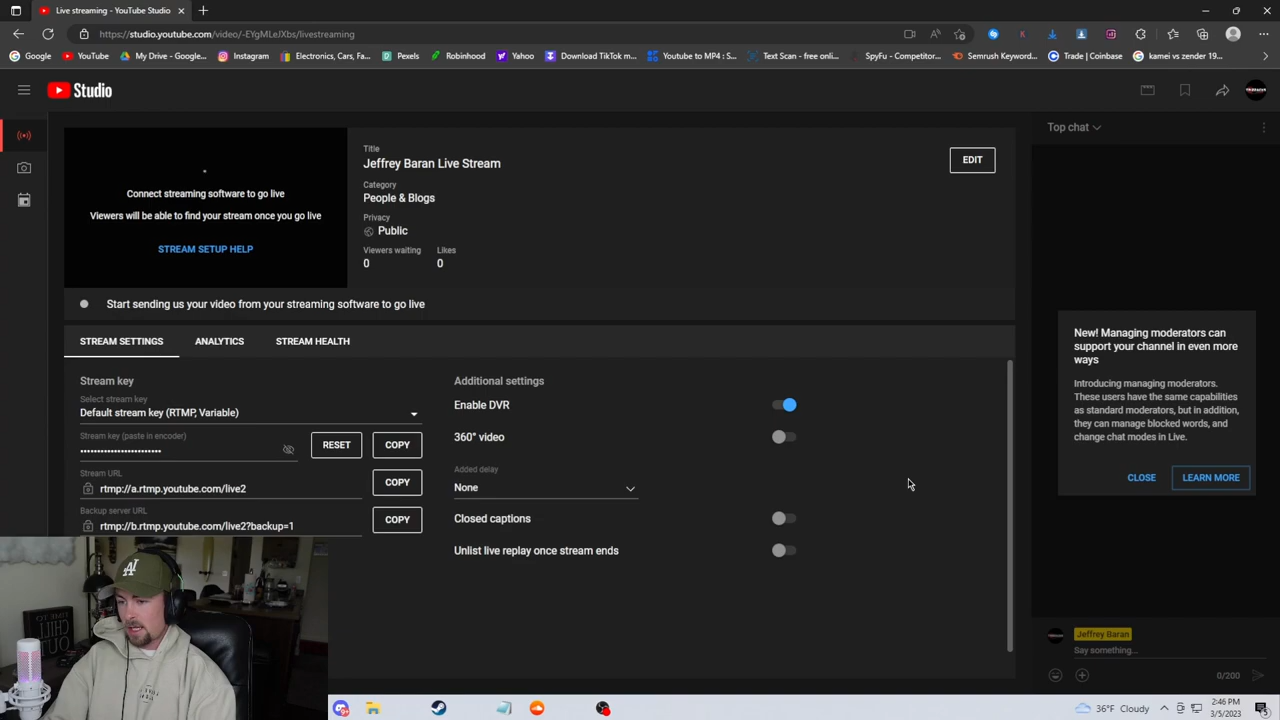 Live streaming - YouTube Studio
https://studio.youtube.com/video/-EYgMLeJXbs/livestreaming
Google
YouTube
My Drive - Google...
Instagram
Electronics, Cars, Fa...
Pexels
Robinhood
Yahoo
Download TikTok m...
Youtube to MP4 : S...
Text Scan - free onli...
SpyFu - Competitor...
Semrush Keyword...
Trade | Coinbase
kamei vs zender 19...
Studio
Connect streaming software to go live
Viewers will be able to find your stream once you go live
STREAM SETUP HELP
Title
Jeffrey Baran Live Stream
Category
People & Blogs
Privacy
Public
Viewers waiting Likes
0 0
EDIT
Start sending us your video from your streaming software to go live
STREAM SETTINGS ANALYTICS STREAM HEALTH
Stream key
Select stream key
Default stream key (RTMP, Variable)
Stream key (paste in encoder)
RESET COPY
Stream URL
rtmp://a.rtmp.youtube.com/live2
COPY
Backup server URL
rtmp://b.rtmp.youtube.com/live2?backup=1
COPY
Additional settings
Enable DVR
360° video
Added delay
None
Closed captions
Unlist live replay once stream ends
Top chat
New! Managing moderators can
support your channel in even more
ways
Introducing managing moderators.
These users have the same capabilities
as standard moderators, but in addition,
they can manage blocked words, and
change chat modes in Live.
CLOSE LEARN MORE
Jeffrey Baran
Say something...
0/200
TIME TO
CHILL
OUT
36°F Cloudy
2:46 PM
3/5/2023